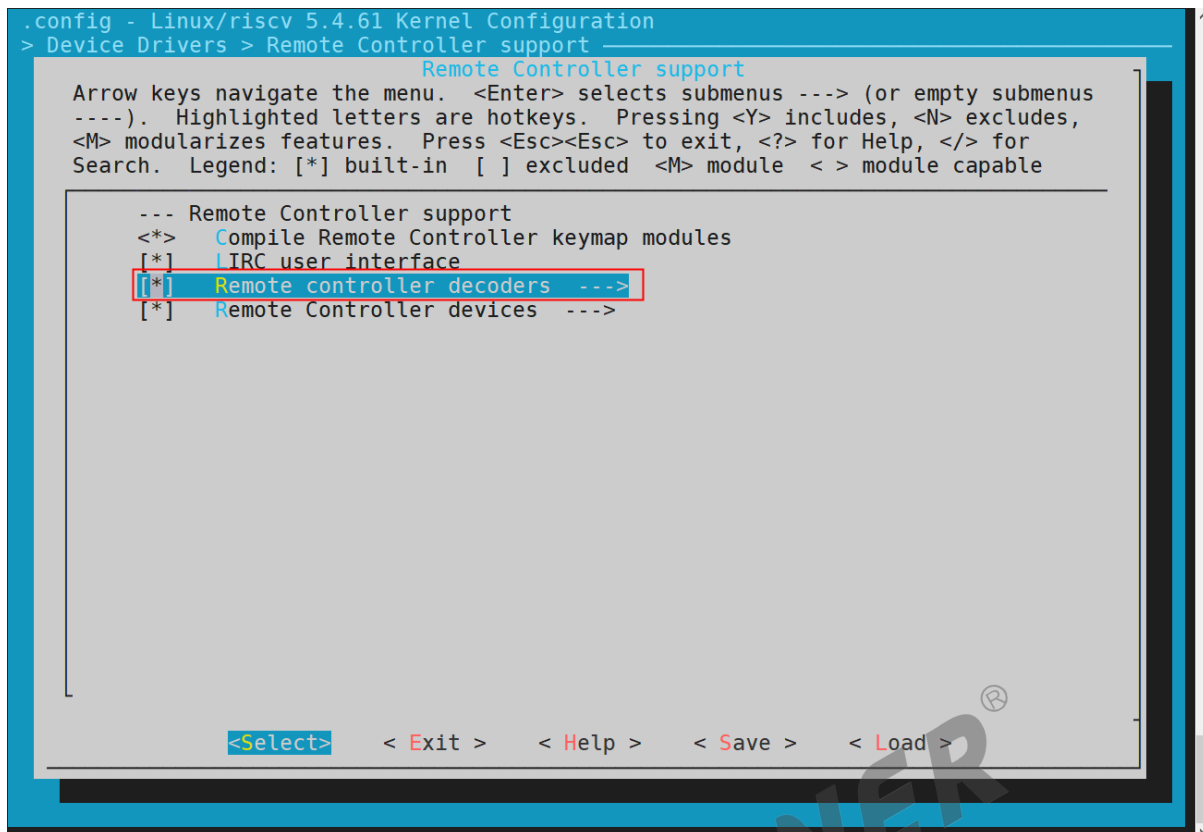 .config - Linux/riscv 5.4.61 Kernel Configuration
> Device Drivers > Remote Controller support
Remote Controller support
Arrow keys navigate the menu.  <Enter> selects submenus ---> (or empty submenus
----).  Highlighted letters are hotkeys.  Pressing <Y> includes, <N> excludes,
<M> modularizes features.  Press <Esc><Esc> to exit, <?> for Help, </> for
Search.  Legend: [*] built-in  [ ] excluded  <M> module  < > module capable
--- Remote Controller support
<*>   Compile Remote Controller keymap modules
[*]   LIRC user interface
[*]   Remote controller decoders  --->
[*]   Remote Controller devices  --->
<Select>    < Exit >    < Help >    < Save >    < Load >
NER®